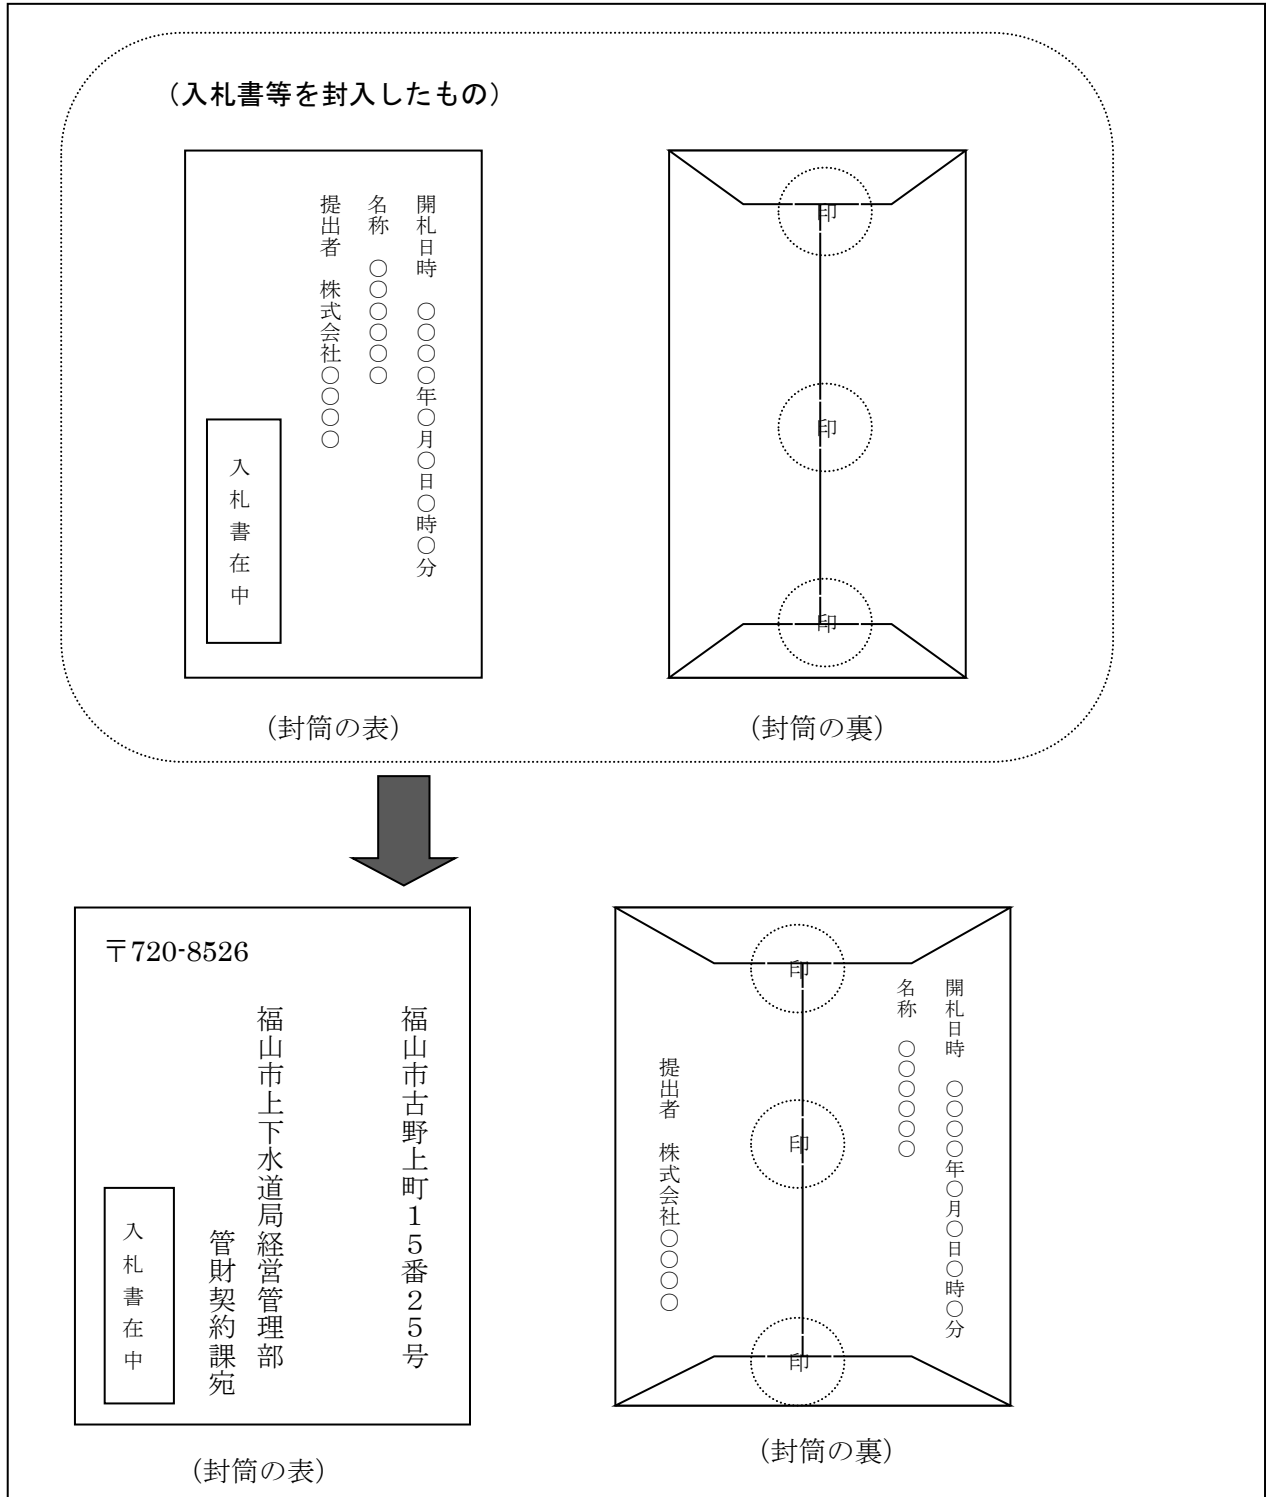 （入札書等を封入したもの）
開札日時　〇〇〇〇年〇月〇日〇時〇分
名称　〇〇〇〇〇〇
提出者　株式会社〇〇〇〇
入札書在中
印
印
印
（封筒の表）
（封筒の裏）
〒720-8526
福山市古野上町１５番２５号
福山市上下水道局経営管理部
管財契約課宛
入札書在中
印
印
印
開札日時　〇〇〇〇年〇月〇日〇時〇分
名称　〇〇〇〇〇〇
提出者　株式会社〇〇〇〇
（封筒の表）
（封筒の裏）